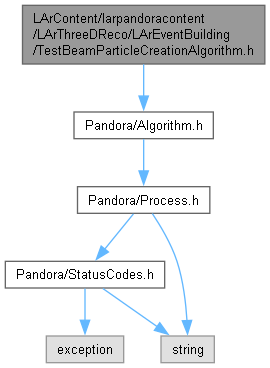 LArContent/larpandoracontent
/LArThreeDReco/LArEventBuilding
/TestBeamParticleCreationAlgorithm.h
Pandora/Algorithm.h
Pandora/Process.h
Pandora/StatusCodes.h
exception
string